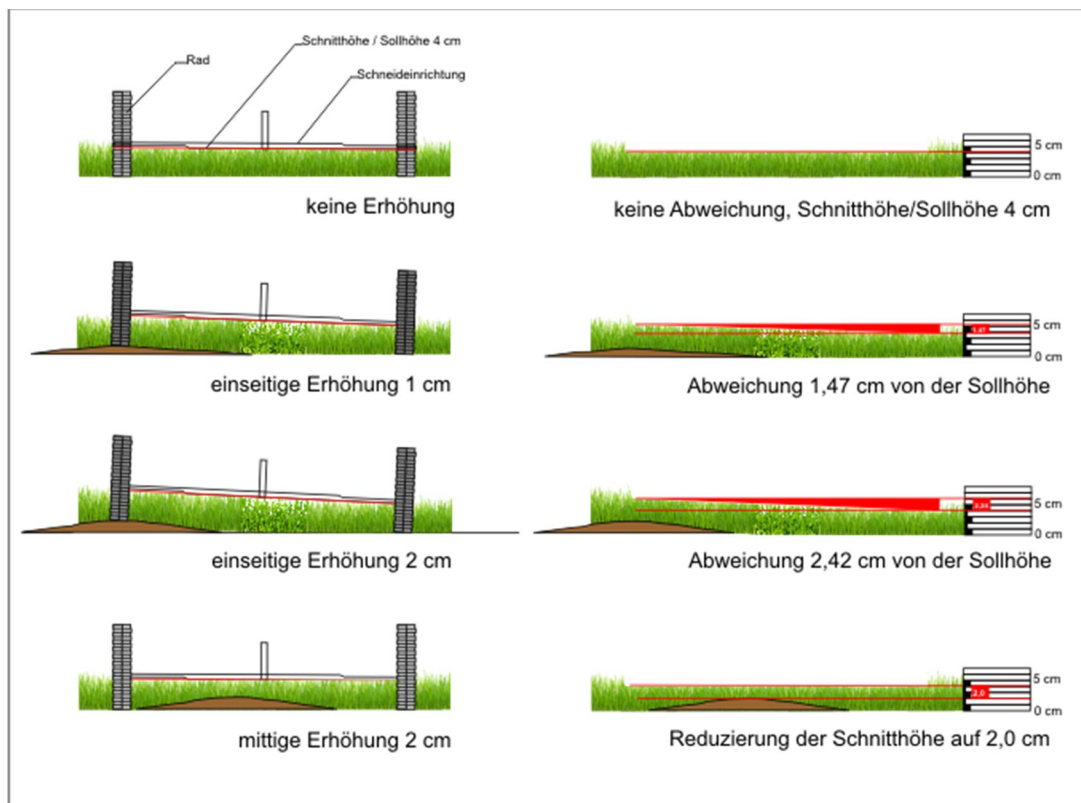 Schnitthöhe / Sollhöhe 4 cm
Rad
Schneideinrichtung
5 cm
0 cm
keine Erhöhung
keine Abweichung, Schnitthöhe/Sollhöhe 4 cm
5 cm
1,47
0 cm
einseitige Erhöhung 1 cm
Abweichung 1,47 cm von der Sollhöhe
5 cm
0 cm
einseitige Erhöhung 2 cm
Abweichung 2,42 cm von der Sollhöhe
5 cm
2,0
0 cm
mittige Erhöhung 2 cm
Reduzierung der Schnitthöhe auf 2,0 cm